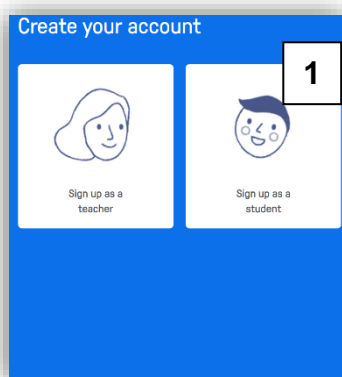 Create your account
1
Sign up as a
teacher
Sign up as a
student